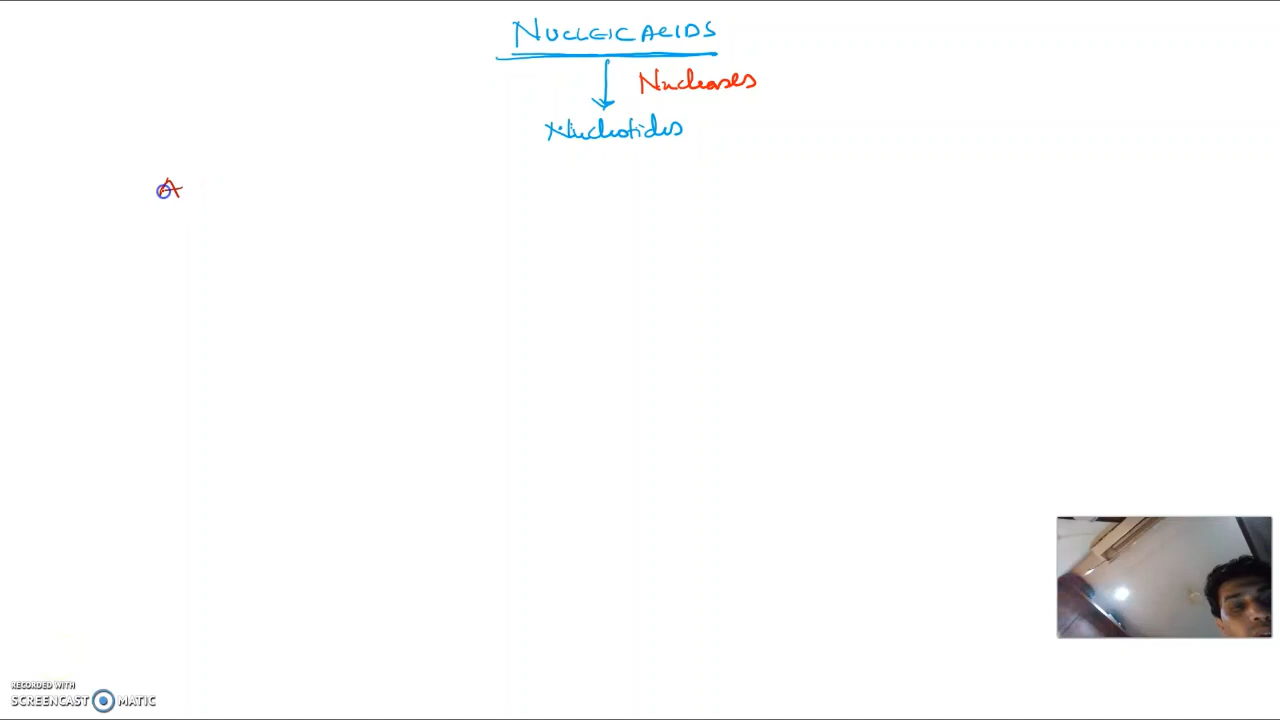 NUCLEIC ACIDS
Nucleases
Nucleotides
A
RECORDED WITH
SCREENCAST MATIC